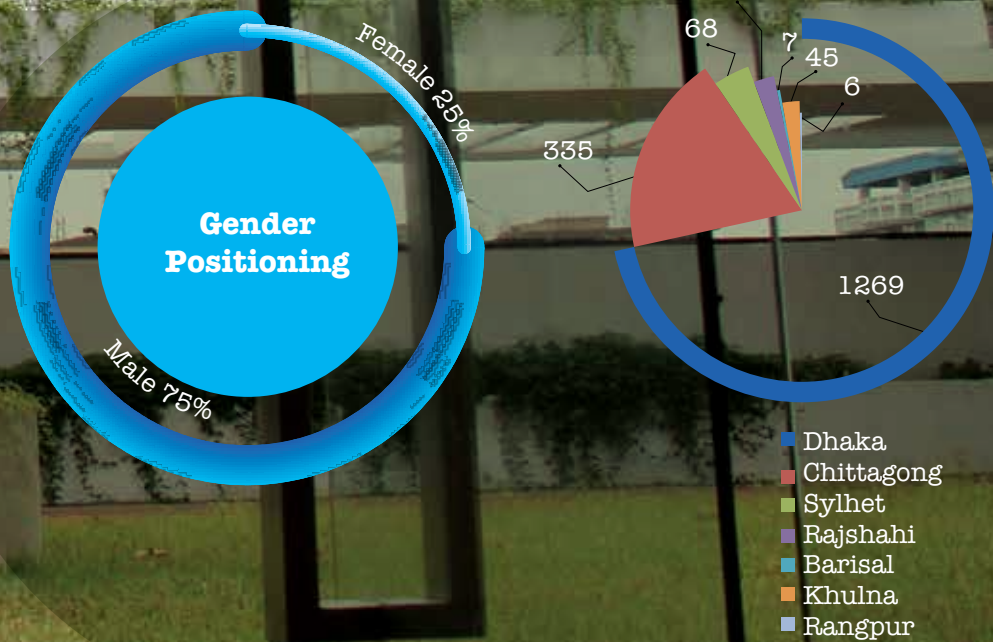 Female 25%
Gender
Positioning
Male 75%
68
7
45
6
335
1269
Dhaka
Chittagong
Sylhet
Rajshahi
Barisal
Khulna
Rangpur